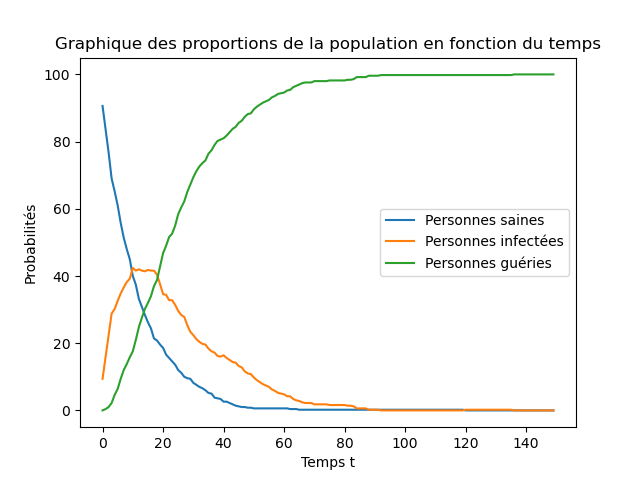 Graphique des proportions de la population en fonction du temps
100
80
60
40
20
0
Probabilités
Personnes saines
Personnes infectées
Personnes guéries
0 20 40 60 80 100 120 140
Temps t